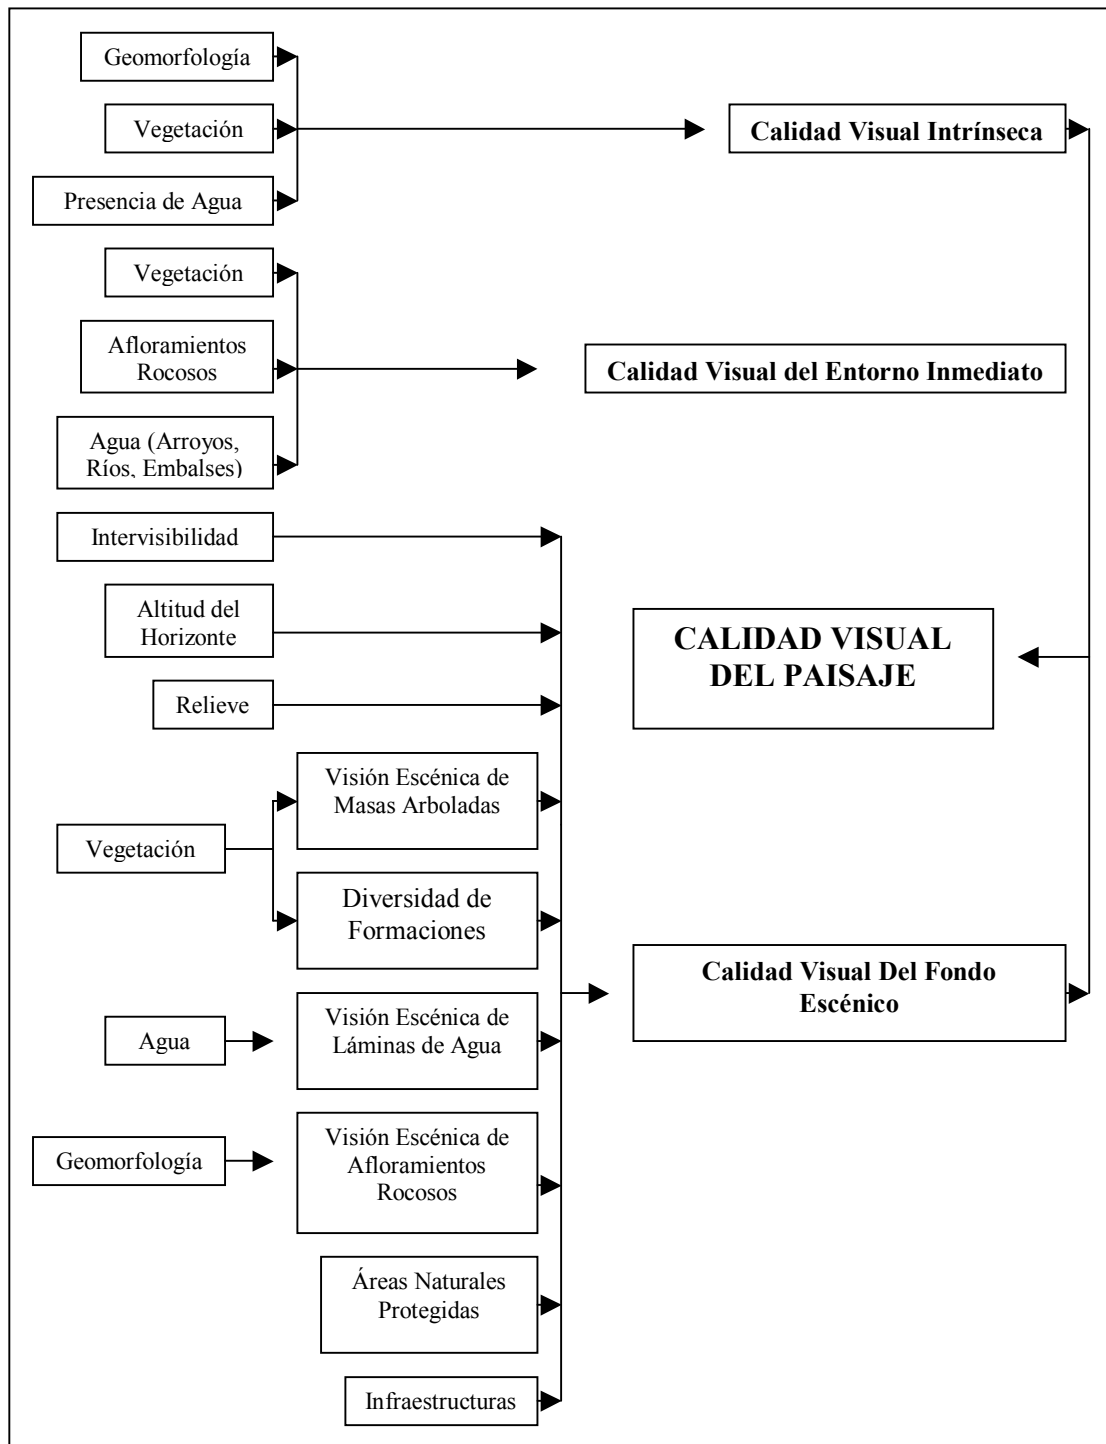 Geomorfología
Vegetación
Calidad Visual Intrínseca
Presencia de Agua
Vegetación
Afloramientos
Rocosos
Calidad Visual del Entorno Inmediato
Agua (Arroyos,
Ríos, Embalses)
Intervisibilidad
Altitud del
Horizonte
CALIDAD VISUAL
DEL PAISAJE
Relieve
Visión Escénica de
Masas Arboladas
Vegetación
Diversidad de
Formaciones
Calidad Visual Del Fondo
Escénico
Agua
Visión Escénica de
Láminas de Agua
Geomorfología
Visión Escénica de
Afloramientos
Rocosos
Áreas Naturales
Protegidas
Infraestructuras